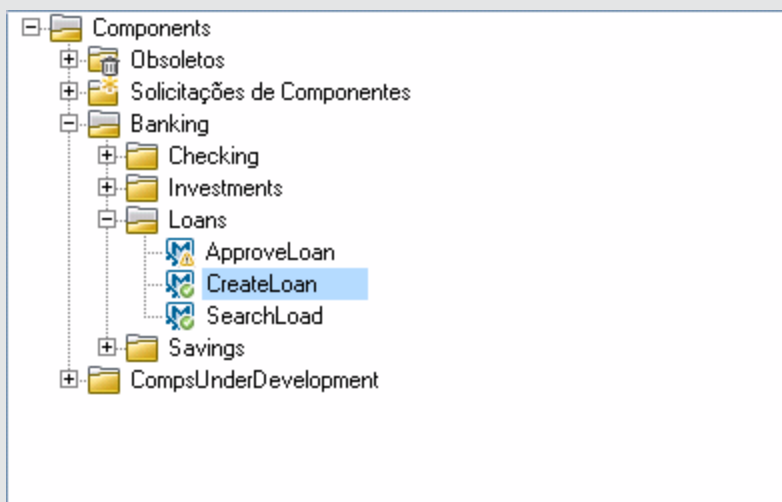 Components
Obsoletos
Solicitações de Componentes
Banking
Checking
Investments
Loans
ApproveLoan
CreateLoan
SearchLoad
Savings
CompsUnderDevelopment